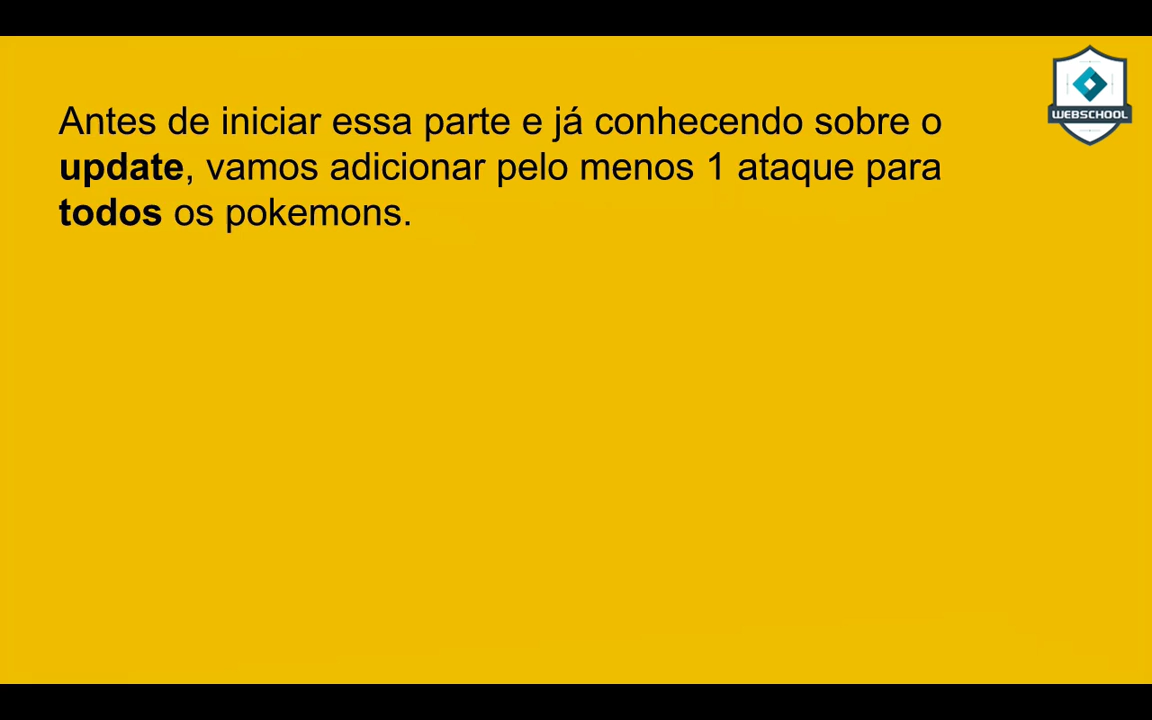 Antes de iniciar essa parte e já conhecendo sobre o
update, vamos adicionar pelo menos 1 ataque para
todos os pokemons.
WEBSCHOOL